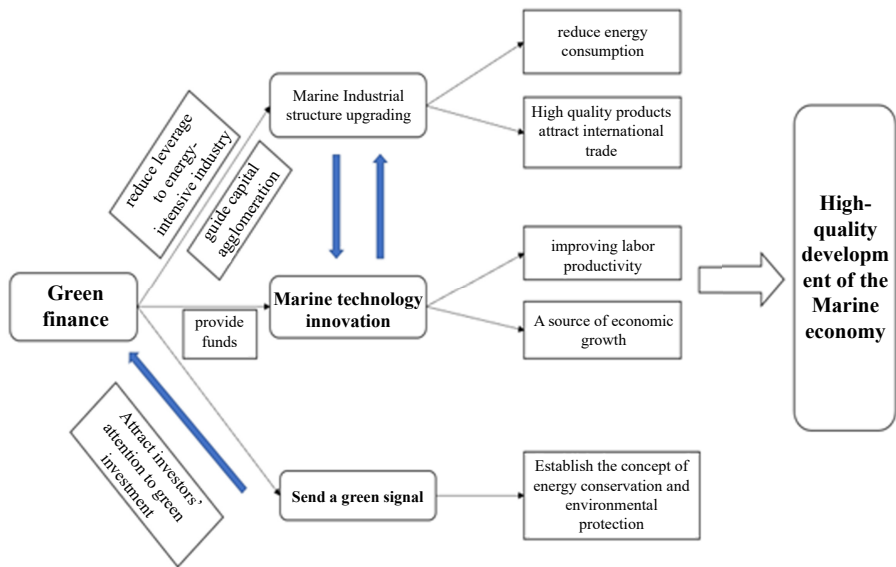 reduce energy
consumption
Marine Industrial
structure upgrading
High quality products
attract international
trade
reduce leverage
to energy-
intensive industry
guide capital
agglomeration
Green
finance
provide
funds
Marine technology
innovation
improving labor
productivity
A source of economic
growth
High-
quality
developm
ent of the
Marine
economy
Attract investors’
attention to green
investment
Send a green signal
Establish the concept of
energy conservation and
environmental
protection